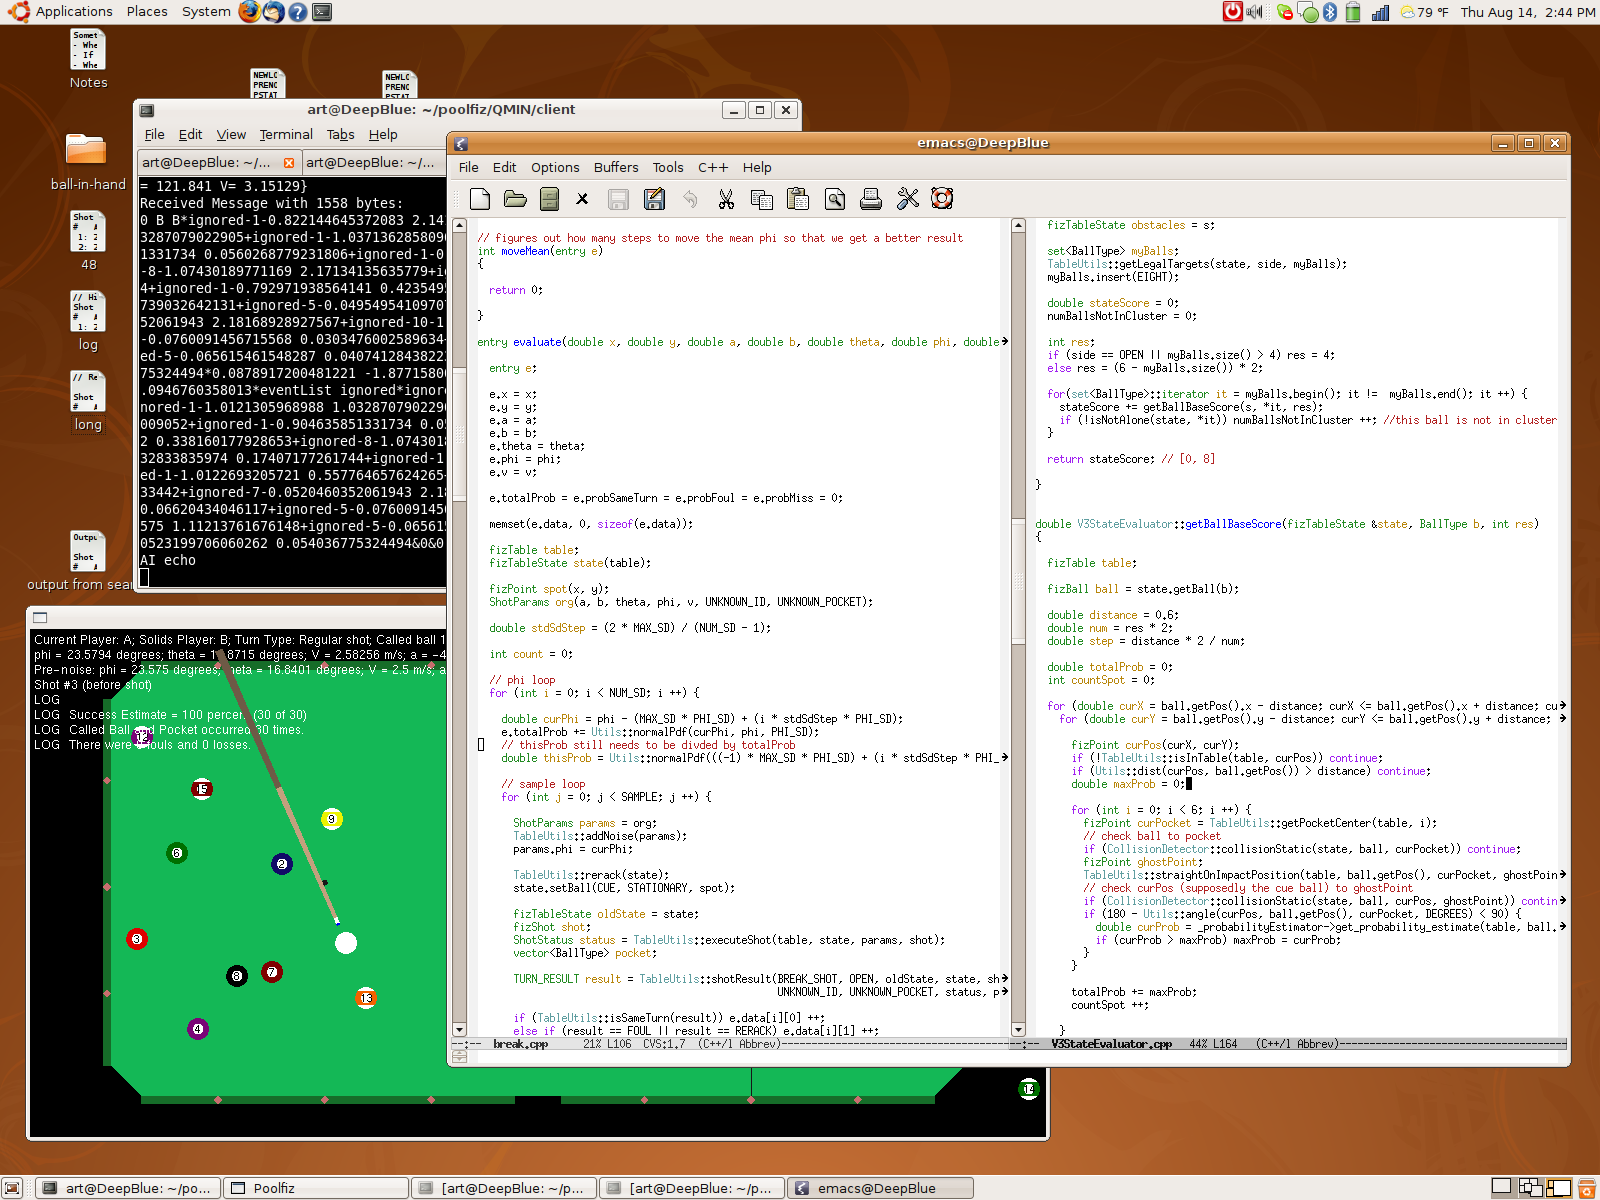 Applications Places System
79 °F Thu Aug 14, 2:44 PM
Notes
ball-in-hand
48
log
long
output from sear
NEWLC
PRENC
PSTAT
NEWLC
PRENC
PSTAT
art@DeepBlue: ~/poolfiz/QMIN/client
File Edit View Terminal Tabs Help
art@DeepBlue: ~/... art@DeepBlue: ~/...
= 121.841 V= 3.15129}
Received Message with 1558 bytes:
0 B B*ignored-1-0.822144645372083 2.141
3287079022905+ignored-1-1.0371362858090
1331734 0.0560268779231806+ignored-1-0
-8-1.07430189771169 2.17134135635779+ig
4+ignored-1-0.792971938564141 0.4235495
739032642131+ignored-5-0.04954954109707
52061943 2.18168928927567+ignored-10-1
-0.0760091456715568 0.0303476002589634+
ed-5-0.065615461548287 0.04074128438222
75324494*0.0878917200481221 -1.87715806
.0946760358013*eventList ignored*ignore
nored-1-1.0121305968988 1.0328707902290
009052+ignored-1-0.904635851331734 0.05
2 0.338160177928653+ignored-8-1.0743018
32833835974 0.17407177261744+ignored-1
ed-1-1.0122693205721 0.557764657624265+
33442+ignored-7-0.0520460352061943 2.18
0.06620434046117+ignored-5-0.0760091456
575 1.11213761676148+ignored-5-0.065615
0523199706060262 0.054036775324494&0&0
AI echo
emacs@DeepBlue
File Edit Options Buffers Tools C++ Help
// figures out how many steps to move the mean phi so that we get a better result
int moveMean(entry e)
{
return 0;
}
entry evaluate(double x, double y, double a, double b, double theta, double phi, double
entry e;
e.x = x;
e.y = y;
e.a = a;
e.b = b;
e.theta = theta;
e.phi = phi;
e.v = v;
e.totalProb = e.probSameTurn = e.probFoul = e.probMiss = 0;
memset(e.data, 0, sizeof(e.data));
fizTable table;
fizTableState state(table);
fizPoint spot(x, y);
ShotParams org(a, b, theta, phi, v, UNKNOWN_ID, UNKNOWN_POCKET);
double stdSdStep = (2 * MAX_SD) / (NUM_SD - 1);
int count = 0;
// phi loop
for (int i = 0; i < NUM_SD; i ++) {
double curPhi = phi - (MAX_SD * PHI_SD) + (i * stdSdStep * PHI_SD);
e.totalProb += Utils::normalPdf(curPhi, phi, PHI_SD);
// thisProb still needs to be divded by totalProb
double thisProb = Utils::normalPdf(((-1) * MAX_SD * PHI_SD) + (i * stdSdStep * PHI_
// sample loop
for (int j = 0; j < SAMPLE; j ++) {
ShotParams params = org;
TableUtils::addNoise(params);
params.phi = curPhi;
TableUtils::rerack(state);
state.setBall(CUE, STATIONARY, spot);
fizTableState oldState = state;
fizShot shot;
ShotStatus status = TableUtils::executeShot(table, state, params, shot);
vector<BallType> pocket;
TURN_RESULT result = TableUtils::shotResult(BREAK_SHOT, OPEN, oldState, state, sh
UNKNOWN_ID, UNKNOWN_POCKET, status, p
if (TableUtils::isSameTurn(result)) e.data[i][0] ++;
else if (result == FOUL || result == RERACK) e.data[i][1] ++;
--:-- break.cpp 21% L106 CVS:1.7 (C++/l Abbrev)
fizTableState obstacles = s;
set<BallType> myBalls;
TableUtils::getLegalTargets(state, side, myBalls);
myBalls.insert(EIGHT);
double stateScore = 0;
numBallsNotInCluster = 0;
int res;
if (side == OPEN || myBalls.size() > 4) res = 4;
else res = (6 - myBalls.size()) * 2;
for(set<BallType>::iterator it = myBalls.begin(); it != myBalls.end(); it ++) {
stateScore += getBallBaseScore(s, *it, res);
if (!isNotAlone(state, *it)) numBallsNotInCluster ++; //this ball is not in cluster
}
return stateScore; // [0, 8]
}
double V3StateEvaluator::getBallBaseScore(fizTableState &state, BallType b, int res)
{
fizTable table;
fizBall ball = state.getBall(b);
double distance = 0.6;
double num = res * 2;
double step = distance * 2 / num;
double totalProb = 0;
int countSpot = 0;
for (double curX = ball.getPos().x - distance; curX <= ball.getPos().x + distance; cu
for (double curY = ball.getPos().y - distance; curY <= ball.getPos().y + distance;
fizPoint curPos(curX, curY);
if (!TableUtils::isInTable(table, curPos)) continue;
if (Utils::dist(curPos, ball.getPos()) > distance) continue;
double maxProb = 0;
for (int i = 0; i < 6; i ++) {
fizPoint curPocket = TableUtils::getPocketCenter(table, i);
// check ball to pocket
if (CollisionDetector::collisionStatic(state, ball, curPocket)) continue;
fizPoint ghostPoint;
TableUtils::straightOnImpactPosition(table, ball.getPos(), curPocket, ghostPoin
// check curPos (supposedly the cue ball) to ghostPoint
if (CollisionDetector::collisionStatic(state, ball, curPos, ghostPoint)) contin
if (180 - Utils::angle(curPos, ball.getPos(), curPocket, DEGREES) < 90) {
double curProb = _probabilityEstimator->get_probability_estimate(table, ball.
if (curProb > maxProb) maxProb = curProb;
}
}
totalProb += maxProb;
countSpot ++;
}
--:-- V3StateEvaluator.cpp 44% L164 (C++/l Abbrev)
Current Player: A; Solids Player: B; Turn Type: Regular shot; Called ball 1
phi = 23.5794 degrees; theta = 16.8715 degrees; V = 2.58256 m/s; a = -4
Pre-noise: phi = 23.575 degrees; theta = 16.8401 degrees; V = 2.5 m/s; a
Shot #3 (before shot)
LOG
LOG Success Estimate = 100 percent (30 of 30)
LOG Called Ball and Pocket occurred 30 times.
LOG There were 0 fouls and 0 losses.
12
15
9
6
2
3
8
7
13
4
14
art@DeepBlue: ~/po... Poolfiz [art@DeepBlue: ~/p... [art@DeepBlue: ~/p... emacs@DeepBlue